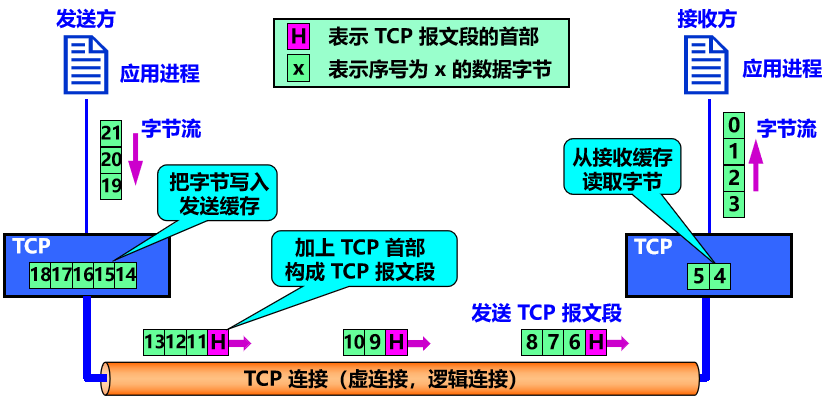 发送方
接收方
H 表示 TCP 报文段的首部
x 表示序号为 x 的数据字节
应用进程
应用进程
字节流
字节流
21
20
19
0
1
2
3
把字节写入
发送缓存
从接收缓存
读取字节
TCP
18 17 16 15 14
TCP
5 4
加上 TCP 首部
构成 TCP 报文段
发送 TCP 报文段
13 12 11 H
10 9 H
8 7 6 H
TCP 连接（虚连接，逻辑连接）